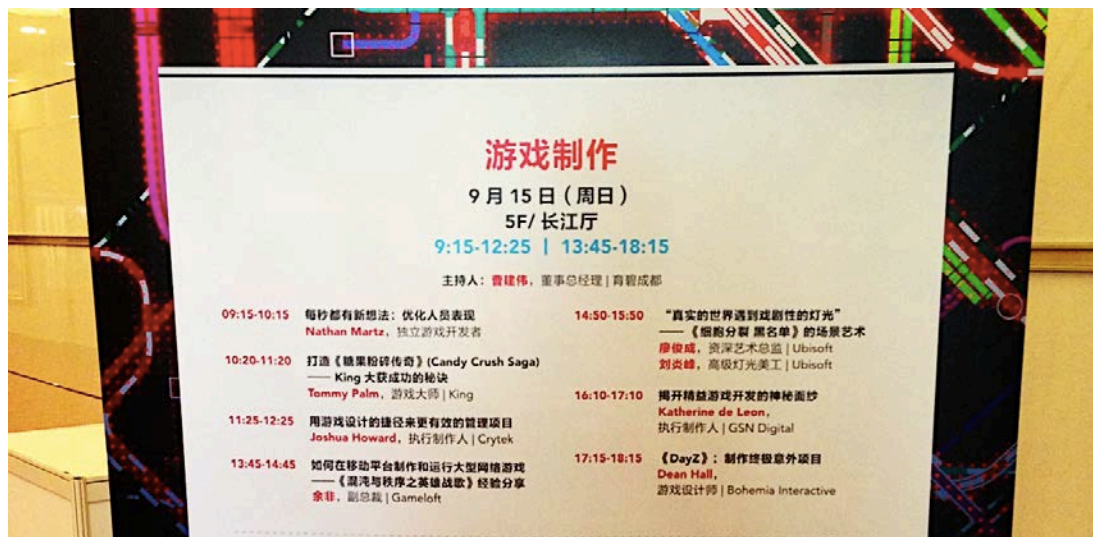 游戏制作
9 月 15 日（周日）
5F/ 长江厅
9:15-12:25 | 13:45-18:15
主持人：曹建伟，董事总经理 | 育碧成都
09:15-10:15 每秒都有新想法：优化人员表现
Nathan Martz，独立游戏开发者
10:20-11:20 打造《糖果粉碎传奇》(Candy Crush Saga)
—— King 大获成功的秘诀
Tommy Palm，游戏大师 | King
11:25-12:25 用游戏设计的捷径来更有效的管理项目
Joshua Howard，执行制作人 | Crytek
13:45-14:45 如何在移动平台制作和运行大型网络游戏
——《混沌与秩序之英雄战歌》经验分享
余非，副总裁 | Gameloft
14:50-15:50 “真实的世界遇到戏剧性的灯光”
—— 《细胞分裂 黑名单》的场景艺术
廖俊成，资深艺术总监 | Ubisoft
刘炎峰，高级灯光美工 | Ubisoft
16:10-17:10 揭开精益游戏开发的神秘面纱
Katherine de Leon，
执行制作人 | GSN Digital
17:15-18:15 《DayZ》：制作终极意外项目
Dean Hall，
游戏设计师 | Bohemia Interactive